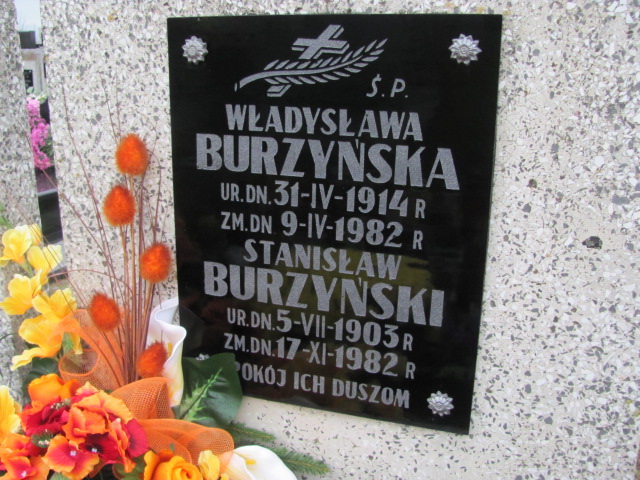 Ś.P.
WŁADYSŁAWA
BURZYŃSKA
UR.DN. 31-IV-1914 R
ZM.DN 9-IV-1982 R
STANISŁAW
BURZYŃSKI
UR.DN. 5-VII-1903 R
ZM.DN. 17-XI-1982 R
POKÓJ ICH DUSZOM